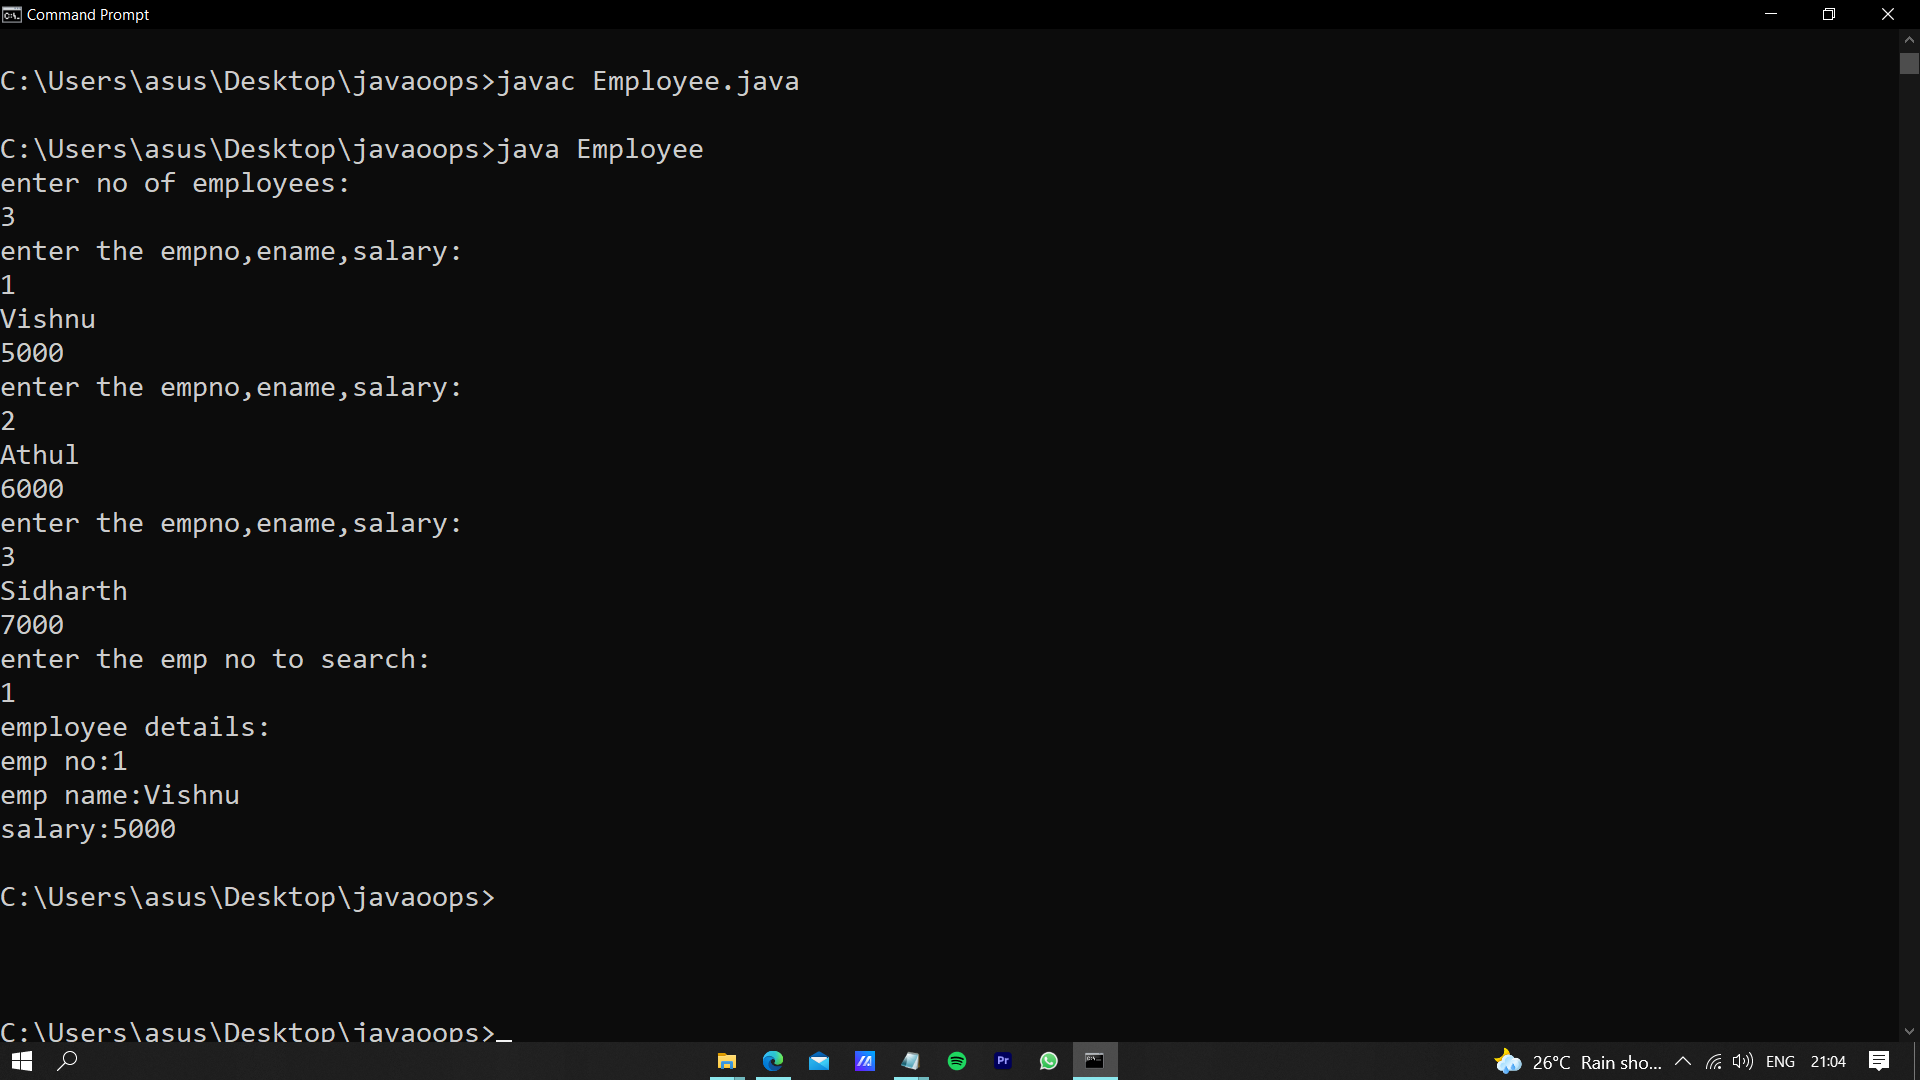 Command Prompt
C:\Users\asus\Desktop\javaoops>javac Employee.java
C:\Users\asus\Desktop\javaoops>java Employee
enter no of employees:
3
enter the empno,ename,salary:
1
Vishnu
5000
enter the empno,ename,salary:
2
Athul
6000
enter the empno,ename,salary:
3
Sidharth
7000
enter the emp no to search:
1
employee details:
emp no:1
emp name:Vishnu
salary:5000
C:\Users\asus\Desktop\javaoops>
C:\Users\asus\Desktop\javaoops>_
Pr
26°C Rain sho... ENG 21:04